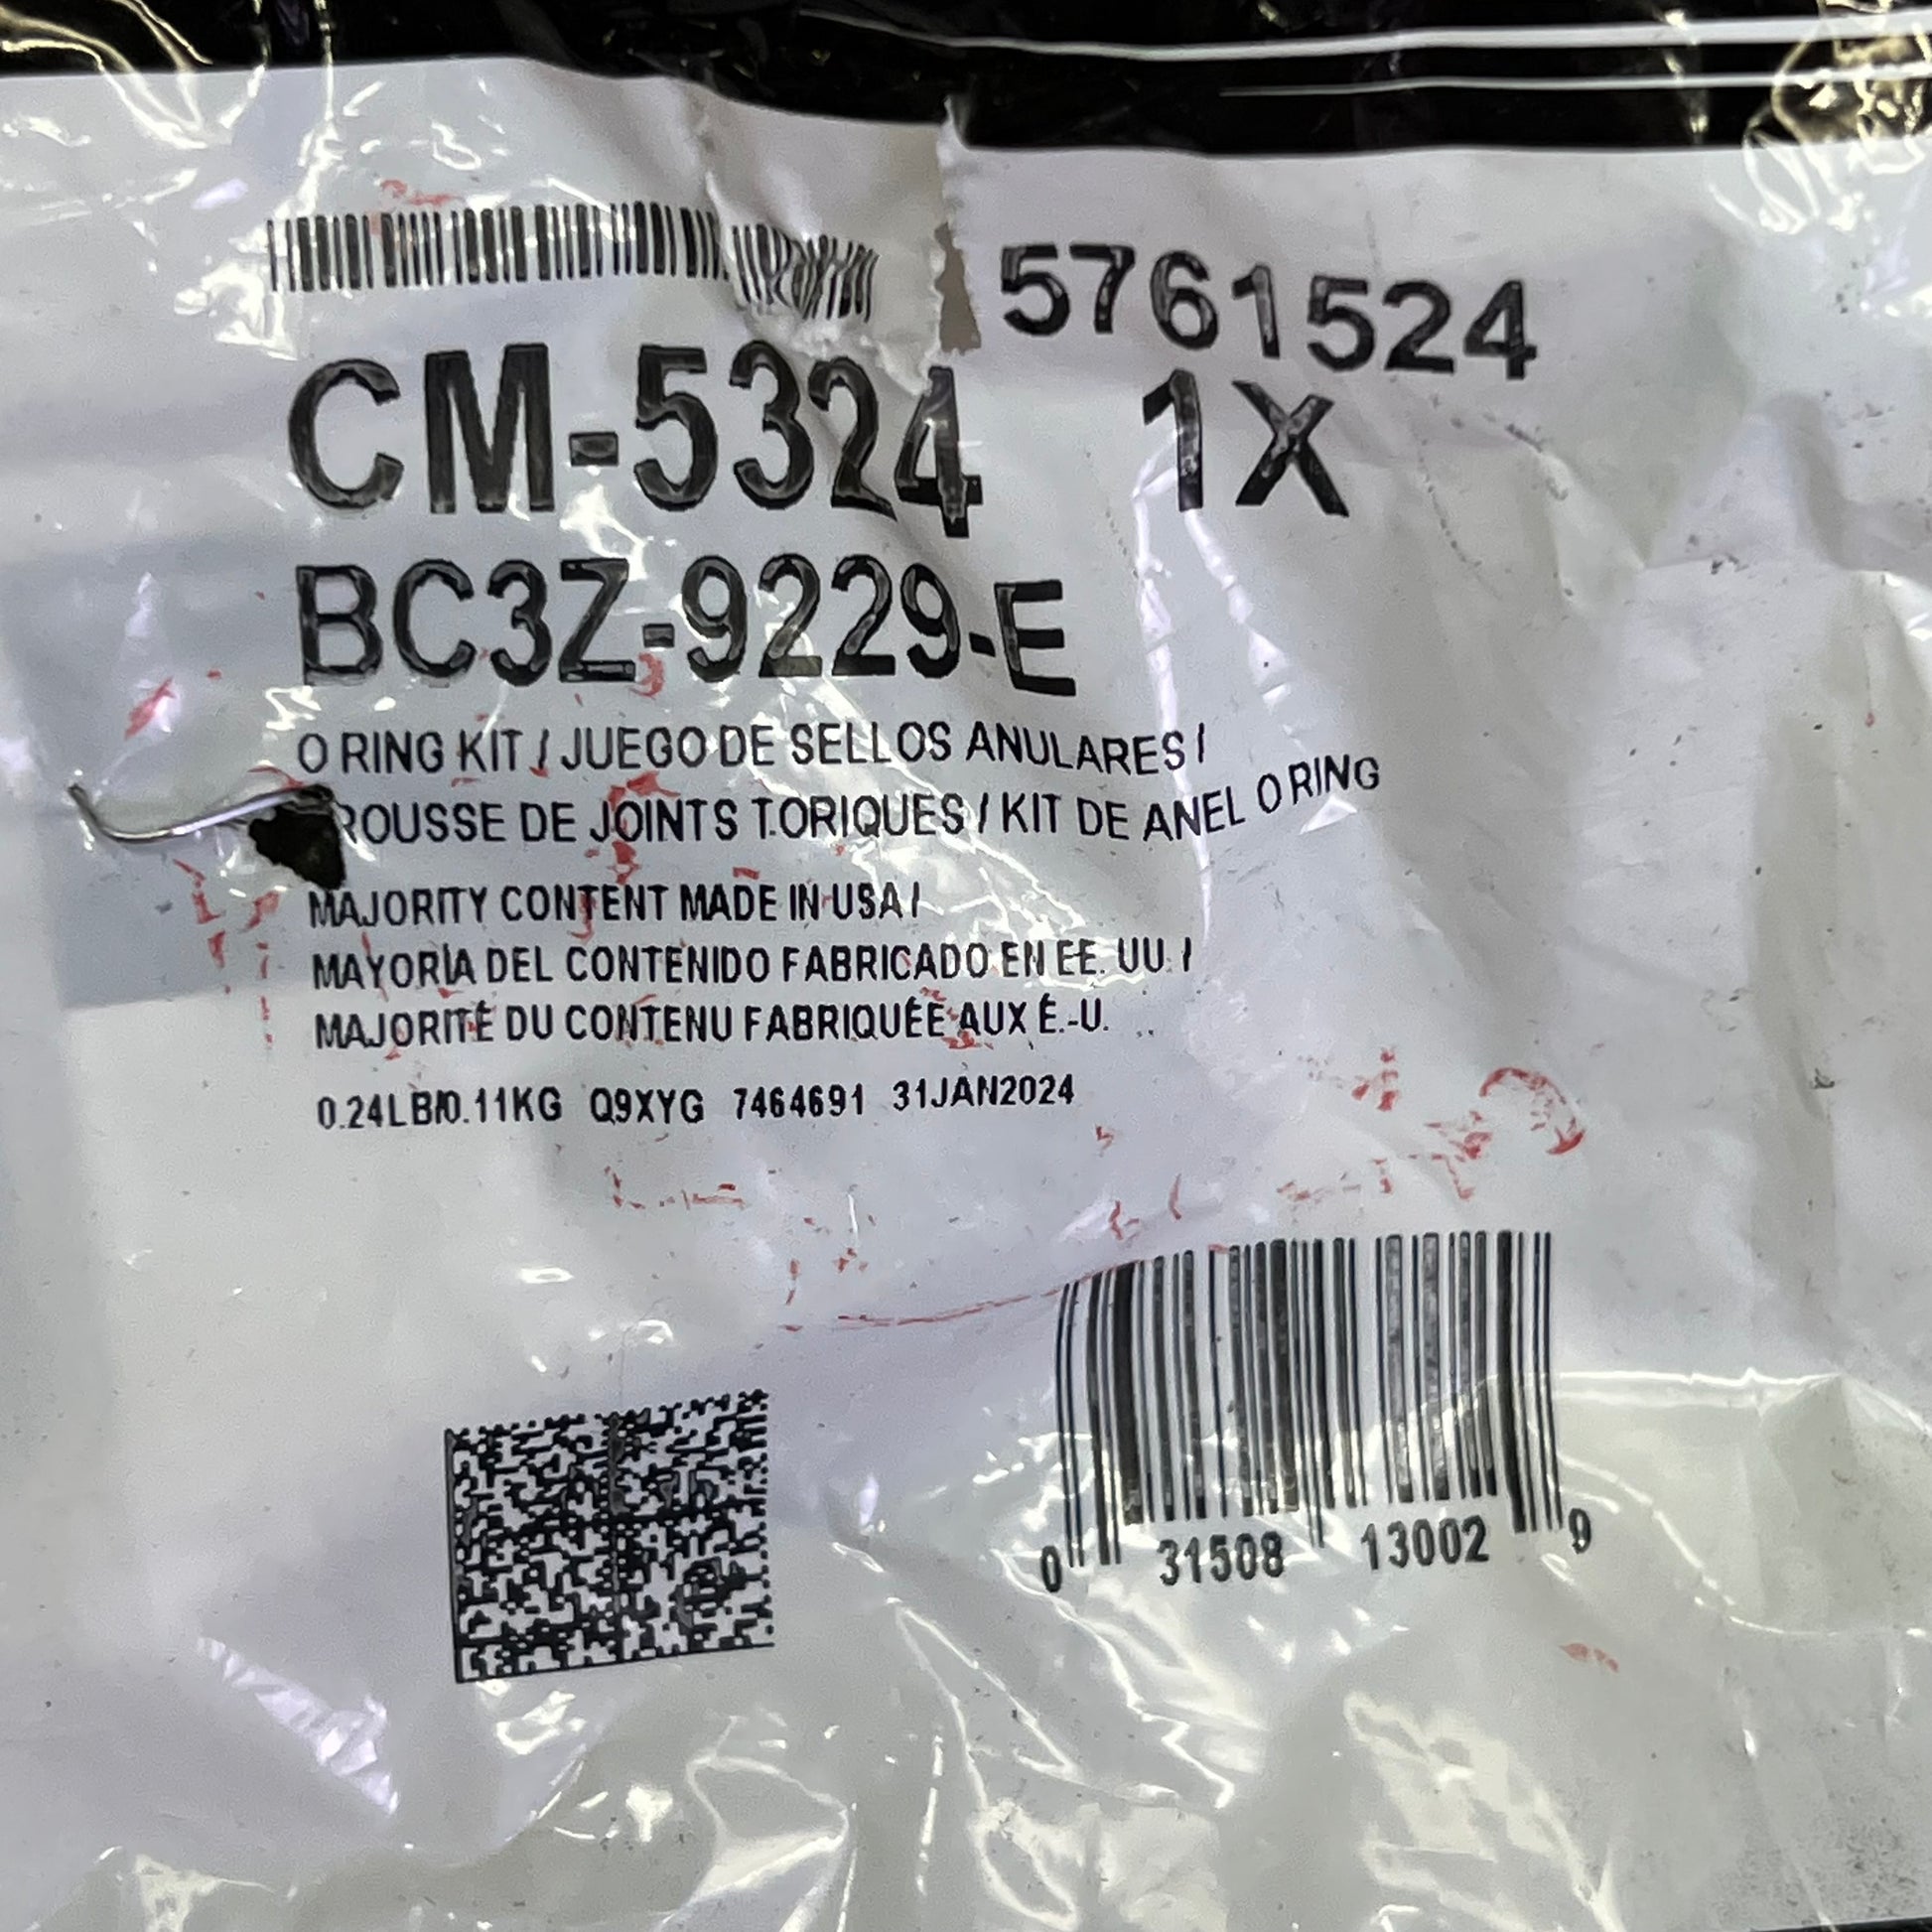 5761524
CM-5324 1X
BC3Z-9229-E
O RING KIT / JUEGO DE SELLOS ANULARES /
ROUSSE DE JOINTS TORIQUES / KIT DE ANEL O RING
MAJORITY CONTENT MADE IN USA /
MAYORÍA DEL CONTENIDO FABRICADO EN EE. UU. /
MAJORITÉ DU CONTENU FABRIQUÉE AUX É.-U.
0.24LB/0.11KG Q9XYG 7464691 31JAN2024
0 31508 13002 9